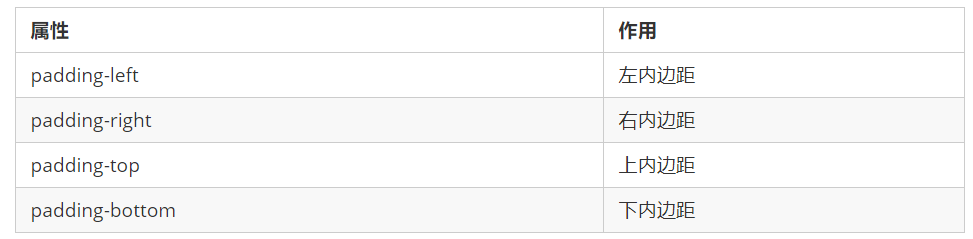 属性 作用
padding-left 左内边距
padding-right 右内边距
padding-top 上内边距
padding-bottom 下内边距